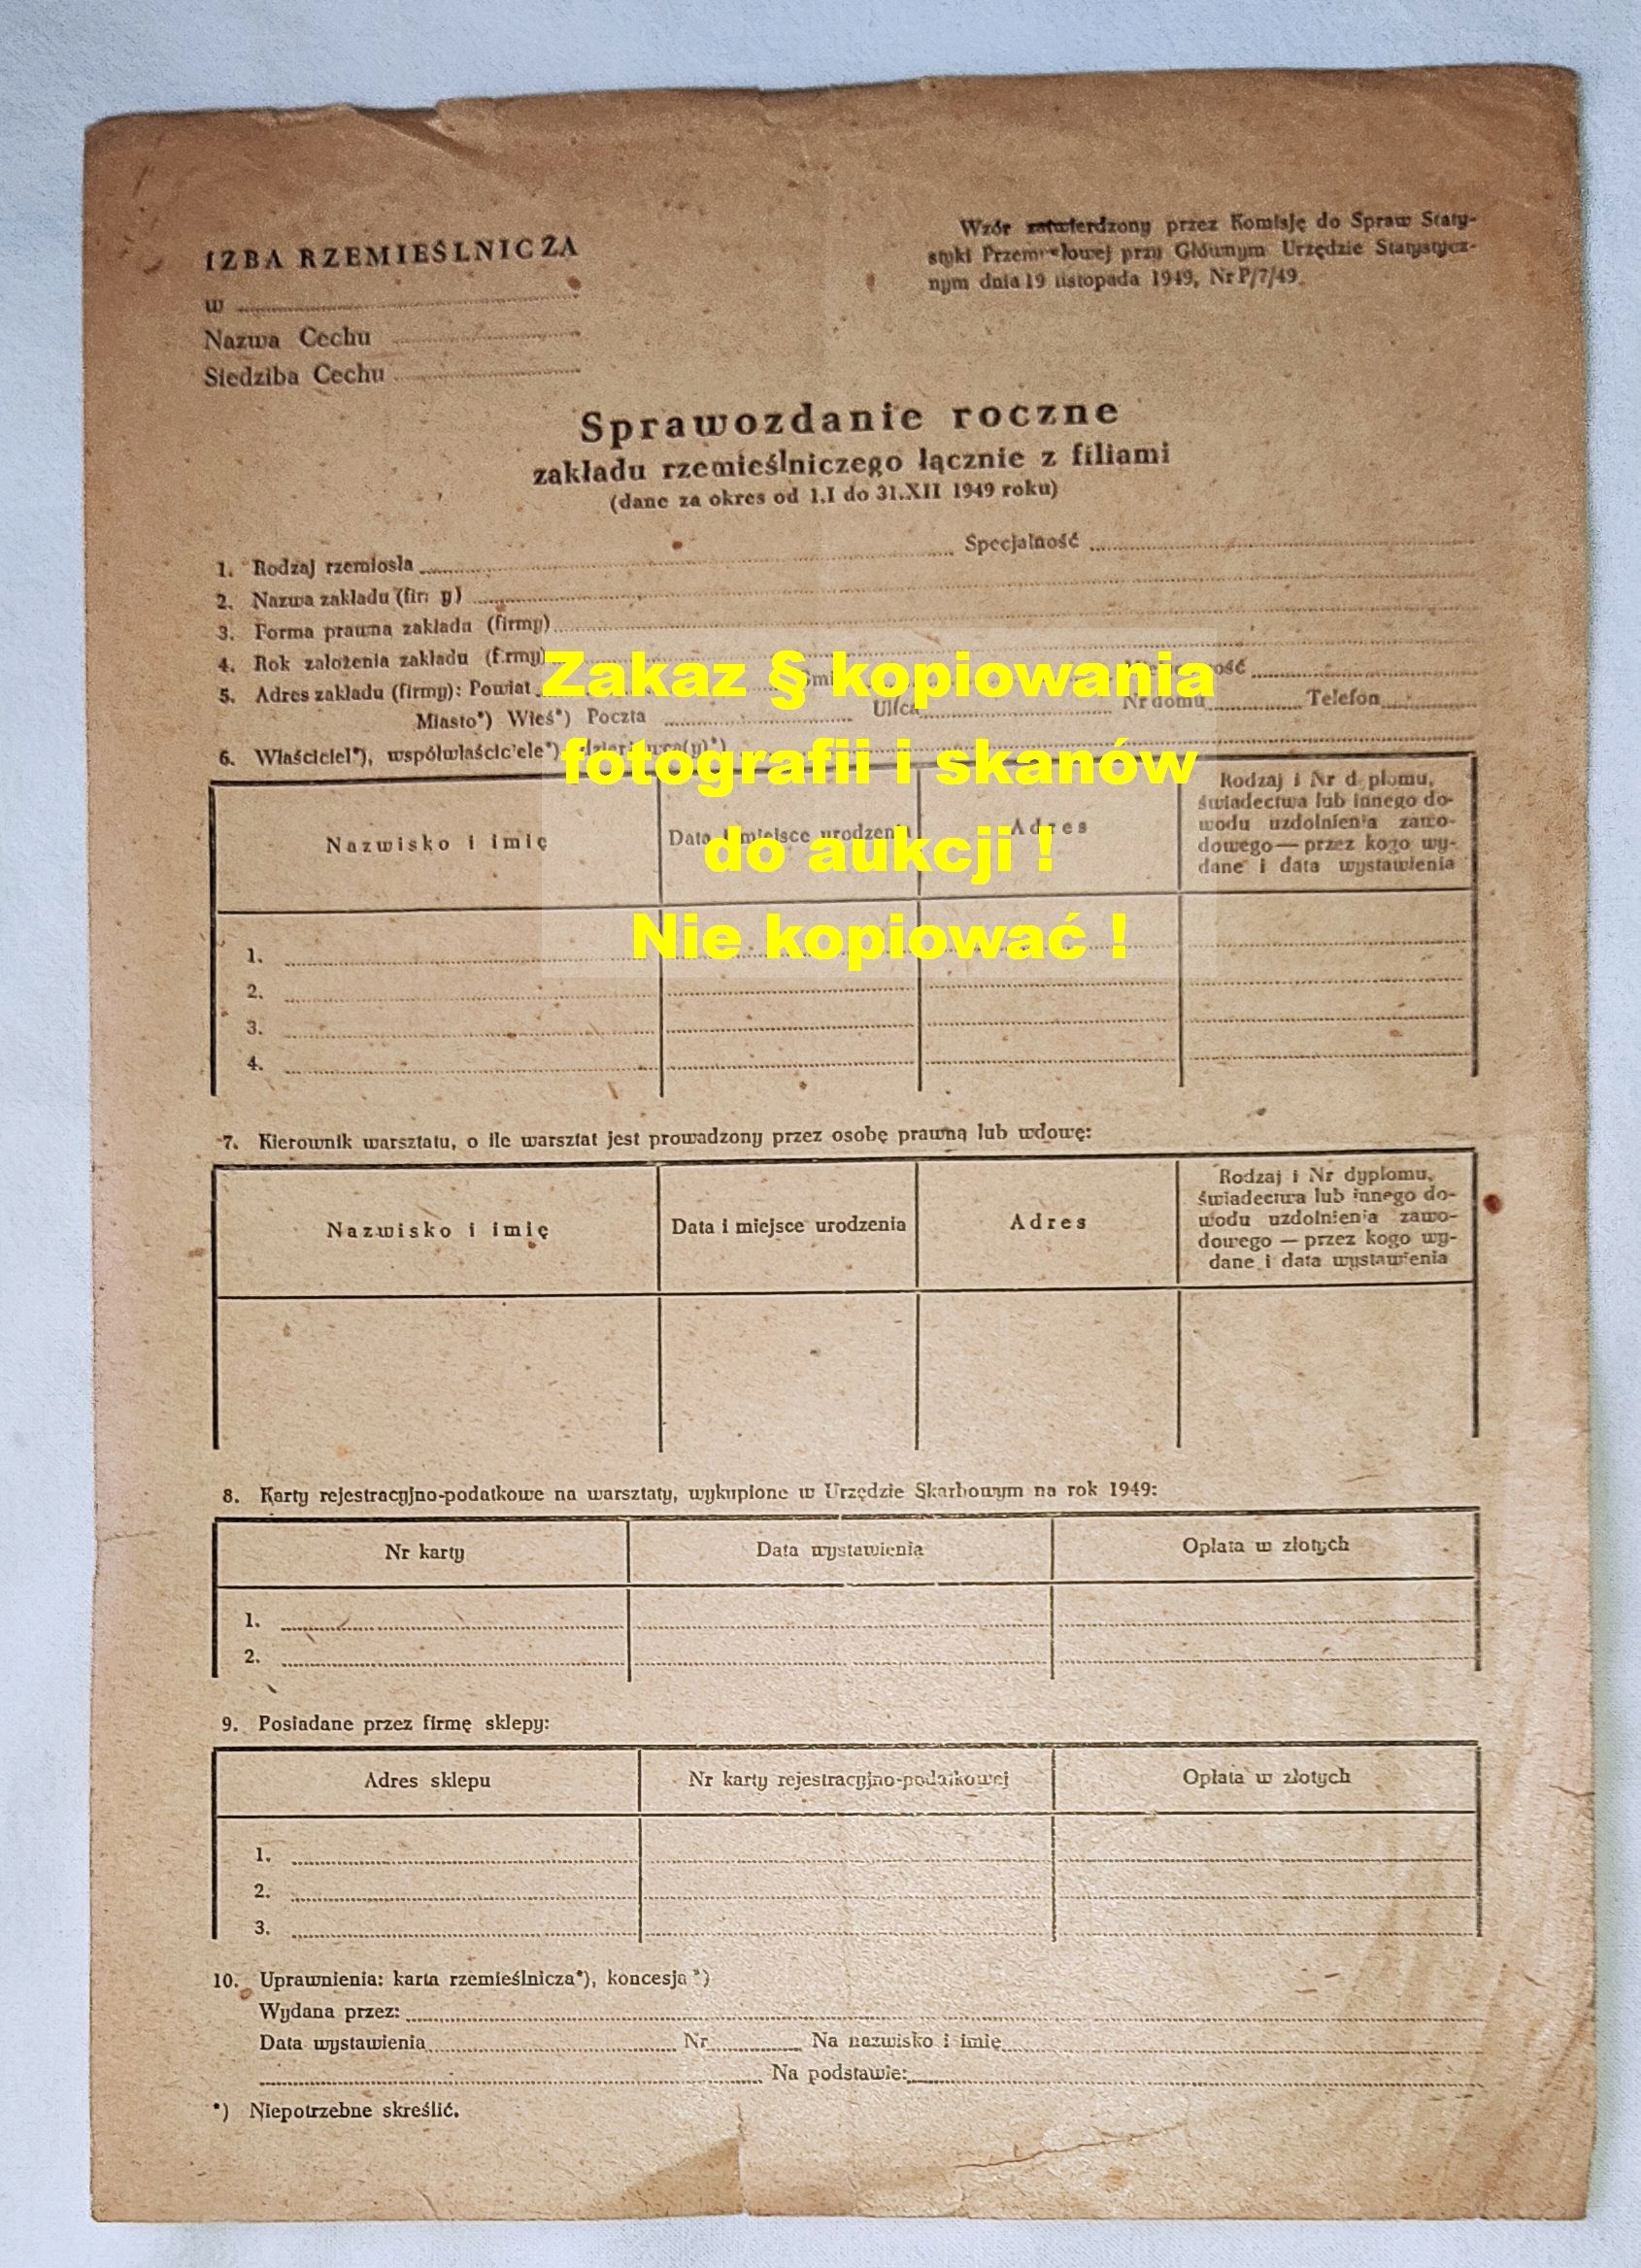 IZBA RZEMIEŚLNICZA
w
Nazwa Cechu
Siedziba Cechu
Wzór zatwierdzony przez Komisję do Spraw Staty-
styki Przemysłowej przy Głównym Urzędzie Statystycz-
nym dnia 19 listopada 1949, Nr P/7/49.
Sprawozdanie roczne
zakładu rzemieślniczego łącznie z filiami
(dane za okres od 1.I do 31.XII 1949 roku)
1. Rodzaj rzemiosła Specjalność
2. Nazwa zakładu (firmy)
3. Forma prawna zakładu (firmy)
4. Rok założenia zakładu (firmy)
5. Adres zakładu (firmy): Powiat
Miasto*) Wieś*) Poczta Ulica Nr domu Telefon
6. Właściciel*), współwłaściciele*), dzierżawca(y)*)
Zakaz § kopiowania
fotografii i skanów
do aukcji !
Nie kopiować !
Nazwisko i imię
Data i miejsce urodzenia
Adres
Rodzaj i Nr dyplomu,
świadectwa lub innego do-
wodu uzdolnienia zawo-
dowego — przez kogo wy-
dane i data wystawienia
1.
2.
3.
4.
7. Kierownik warsztatu, o ile warsztat jest prowadzony przez osobę prawną lub wdowę:
Nazwisko i imię
Data i miejsce urodzenia
Adres
Rodzaj i Nr dyplomu,
świadectwa lub innego do-
wodu uzdolnienia zawo-
dowego — przez kogo wy-
dane i data wystawienia
8. Karty rejestracyjno-podatkowe na warsztaty, wykupione w Urzędzie Skarbowym na rok 1949:
Nr karty Data wystawienia Opłata w złotych
1.
2.
9. Posiadane przez firmę sklepy:
Adres sklepu Nr karty rejestracyjno-podatkowej Opłata w złotych
1.
2.
3.
10. Uprawnienia: karta rzemieślnicza*), koncesja*)
Wydana przez:
Data wystawienia Nr Na nazwisko i imię
Na podstawie:
*) Niepotrzebne skreślić.